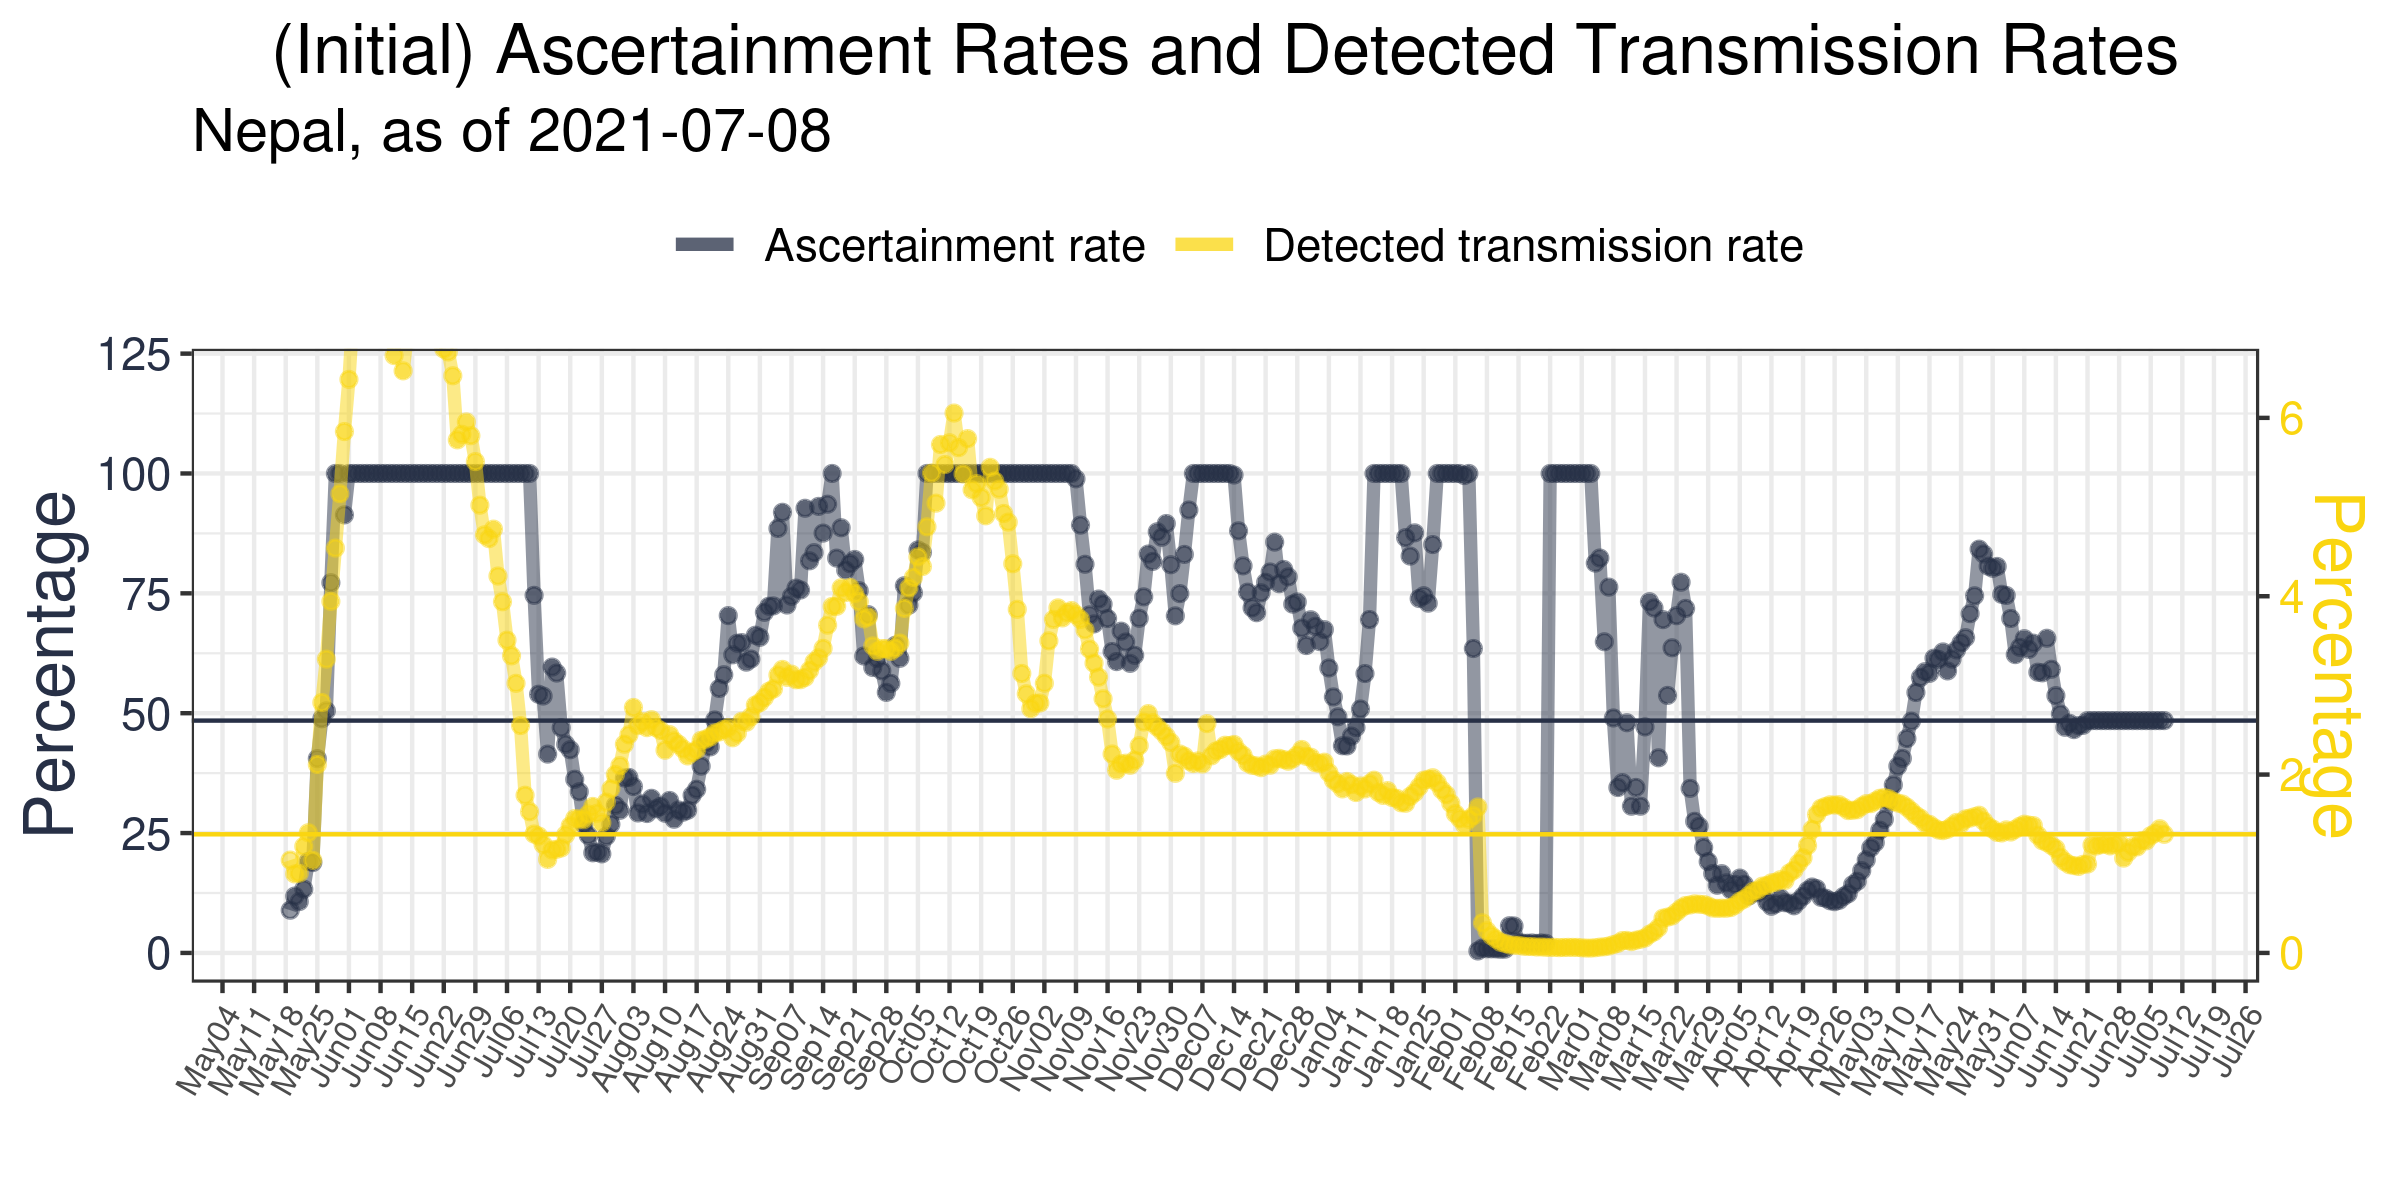 (Initial) Ascertainment Rates and Detected Transmission Rates
Nepal, as of 2021-07-08
Ascertainment rate
Detected transmission rate
Percentage
125
100
75
50
25
0
6
4
2
0
Percentage
May04
May11
May18
May25
Jun01
Jun08
Jun15
Jun22
Jun29
Jul06
Jul13
Jul20
Jul27
Aug03
Aug10
Aug17
Aug24
Aug31
Sep07
Sep14
Sep21
Sep28
Oct05
Oct12
Oct19
Oct26
Nov02
Nov09
Nov16
Nov23
Nov30
Dec07
Dec14
Dec21
Dec28
Jan04
Jan11
Jan18
Jan25
Feb01
Feb08
Feb15
Feb22
Mar01
Mar08
Mar15
Mar22
Mar29
Apr05
Apr12
Apr19
Apr26
May03
May10
May17
May24
May31
Jun07
Jun14
Jun21
Jun28
Jul05
Jul12
Jul19
Jul26